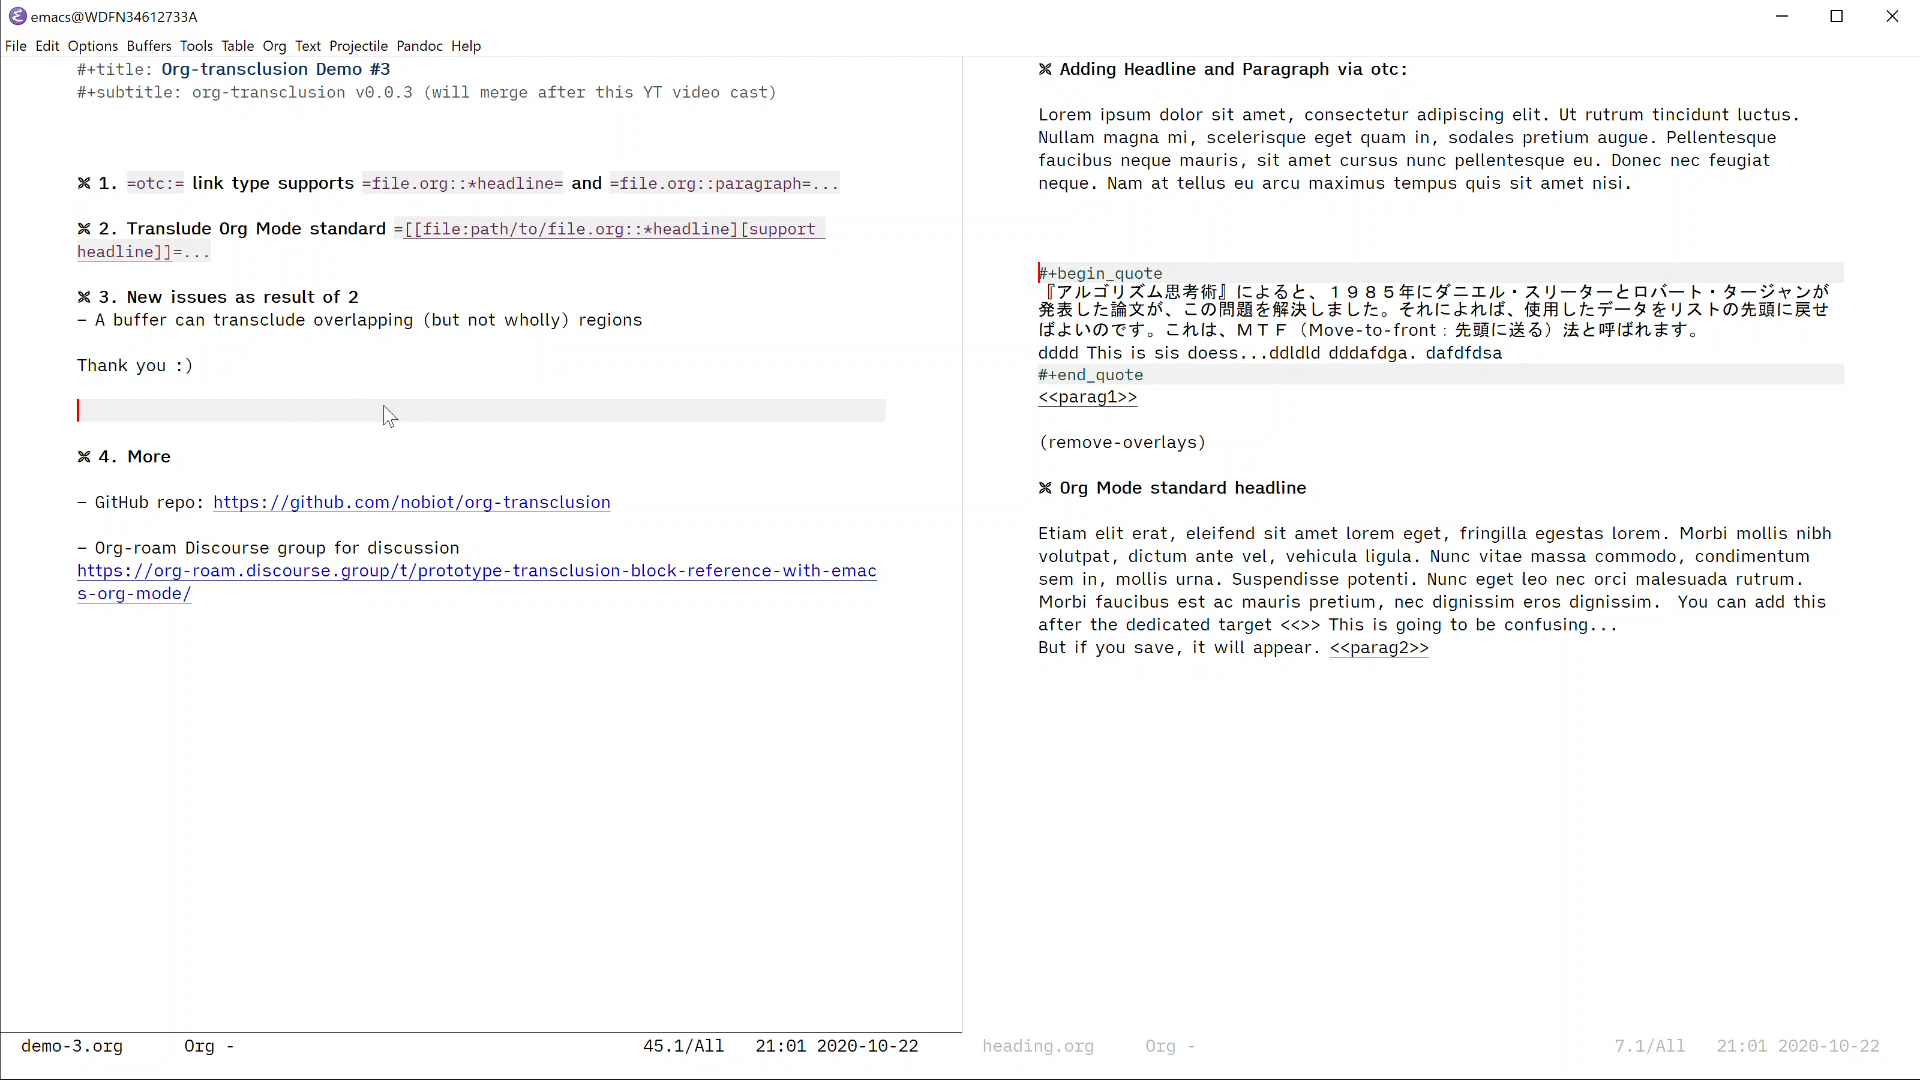 emacs@WDFN34612733A
File Edit Options Buffers Tools Table Org Text Projectile Pandoc Help
#+title: Org-transclusion Demo #3
#+subtitle: org-transclusion v0.0.3 (will merge after this YT video cast)
1. =otc:= link type supports =file.org::*headline= and =file.org::paragraph=...
2. Translude Org Mode standard =[[file:path/to/file.org::*headline][support
headline]]=...
3. New issues as result of 2
– A buffer can transclude overlapping (but not wholly) regions
Thank you :)
4. More
– GitHub repo: https://github.com/nobiot/org-transclusion
– Org-roam Discourse group for discussion
https://org-roam.discourse.group/t/prototype-transclusion-block-reference-with-emac
s-org-mode/
demo-3.org Org - 45.1/All 21:01 2020-10-22
Adding Headline and Paragraph via otc:
Lorem ipsum dolor sit amet, consectetur adipiscing elit. Ut rutrum tincidunt luctus.
Nullam magna mi, scelerisque eget quam in, sodales pretium augue. Pellentesque
faucibus neque mauris, sit amet cursus nunc pellentesque eu. Donec nec feugiat
neque. Nam at tellus eu arcu maximus tempus quis sit amet nisi.
#+begin_quote
『アルゴリズム思考術』によると、１９８５年にダニエル・スリーターとロバート・タージャンが
発表した論文が、この問題を解決しました。それによれば、使用したデータをリストの先頭に戻せ
ばよいのです。これは、ＭＴＦ（Move-to-front：先頭に送る）法と呼ばれます。
dddd This is sis doess...ddldld dddafdga. dafdfdsa
#+end_quote
<<parag1>>
(remove-overlays)
Org Mode standard headline
Etiam elit erat, eleifend sit amet lorem eget, fringilla egestas lorem. Morbi mollis nibh
volutpat, dictum ante vel, vehicula ligula. Nunc vitae massa commodo, condimentum
sem in, mollis urna. Suspendisse potenti. Nunc eget leo nec orci malesuada rutrum.
Morbi faucibus est ac mauris pretium, nec dignissim eros dignissim.  You can add this
after the dedicated target <<>> This is going to be confusing...
But if you save, it will appear. <<parag2>>
heading.org Org - 7.1/All 21:01 2020-10-22